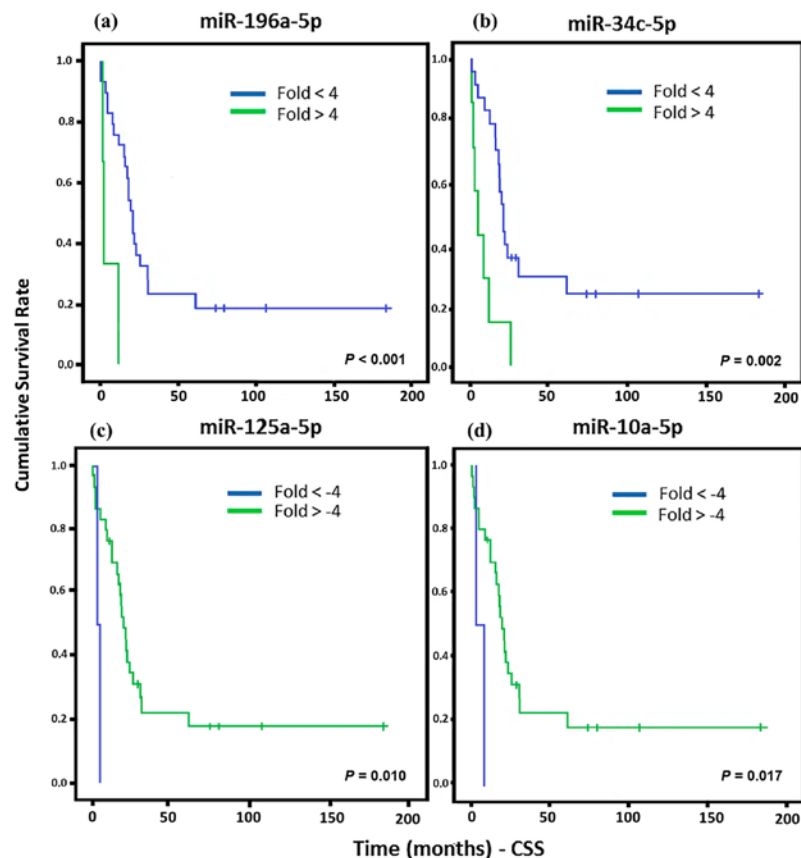 (a) miR-196a-5p
Fold < 4
Fold > 4
1.0
0.8
0.6
0.4
0.2
0.0
P < 0.001
0 50 100 150 200
(b) miR-34c-5p
Fold < 4
Fold > 4
1.0
0.8
0.6
0.4
0.2
0.0
P = 0.002
0 50 100 150 200
Cumulative Survival Rate
(c) miR-125a-5p
Fold < -4
Fold > -4
1.0
0.8
0.6
0.4
0.2
0.0
P = 0.010
0 50 100 150 200
(d) miR-10a-5p
Fold < -4
Fold > -4
1.0
0.8
0.6
0.4
0.2
0.0
P = 0.017
0 50 100 150 200
Time (months) - CSS